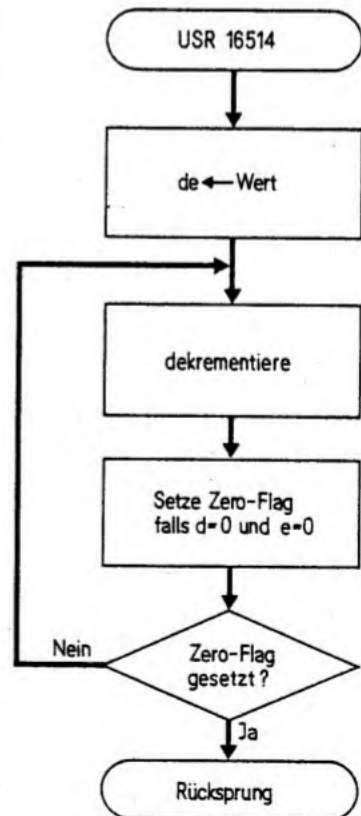 USR 16514
de ← Wert
dekrementiere
Setze Zero-Flag
falls d=0 und e=0
Nein
Zero-Flag
gesetzt?
Ja
Rücksprung